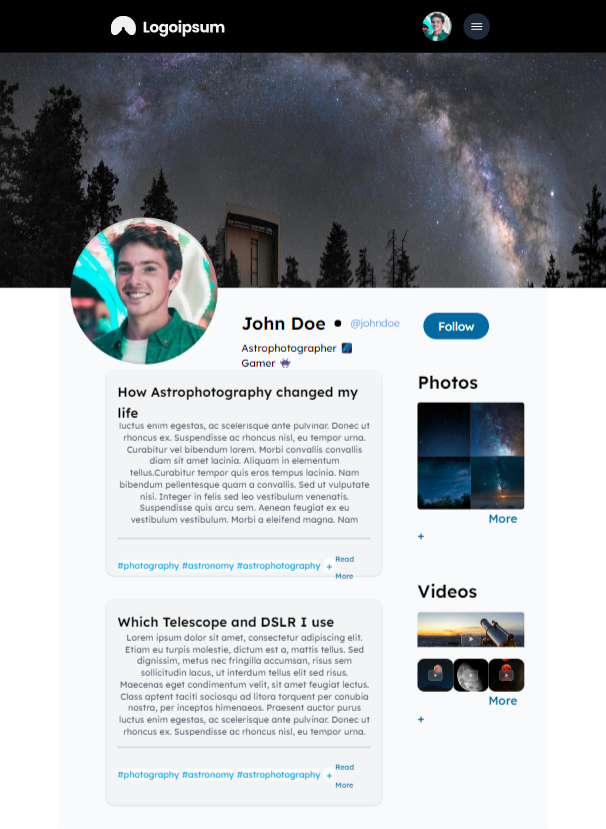 Logoipsum
John Doe • @johndoe
Follow
Astrophotographer
Gamer
How Astrophotography changed my
life
luctus enim egestas, ac scelerisque ante pulvinar. Donec ut
rhoncus ex. Suspendisse ac rhoncus nisl, eu tempor urna.
Curabitur vel bibendum lorem. Morbi convallis convallis
diam sit amet lacinia. Aliquam in elementum
tellus.Curabitur tempor quis eros tempus lacinia. Nam
bibendum pellentesque quam a convallis. Sed ut vulputate
nisi. Integer in felis sed leo vestibulum venenatis.
Suspendisse quis arcu sem. Aenean feugiat ex eu
vestibulum vestibulum. Morbi a eleifend magna. Nam
#photography #astronomy #astrophotography + Read
More
Photos
More
+
Which Telescope and DSLR I use
Lorem ipsum dolor sit amet, consectetur adipiscing elit.
Etiam eu turpis molestie, dictum est a, mattis tellus. Sed
dignissim, metus nec fringilla accumsan, risus sem
sollicitudin lacus, ut interdum tellus elit sed risus.
Maecenas eget condimentum velit, sit amet feugiat lectus.
Class aptent taciti sociosqu ad litora torquent per conubia
nostra, per inceptos himenaeos. Praesent auctor purus
luctus enim egestas, ac scelerisque ante pulvinar. Donec ut
rhoncus ex. Suspendisse ac rhoncus nisl, eu tempor urna.
#photography #astronomy #astrophotography + Read
More
Videos
More
+